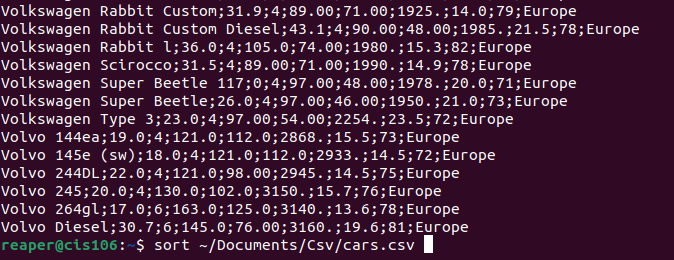 Volkswagen Rabbit Custom;31.9;4;89.00;71.00;1925.;14.0;79;Europe
Volkswagen Rabbit Custom Diesel;43.1;4;90.00;48.00;1985.;21.5;78;Europe
Volkswagen Rabbit l;36.0;4;105.0;74.00;1980.;15.3;82;Europe
Volkswagen Scirocco;31.5;4;89.00;71.00;1990.;14.9;78;Europe
Volkswagen Super Beetle 117;0;4;97.00;48.00;1978.;20.0;71;Europe
Volkswagen Super Beetle;26.0;4;97.00;46.00;1950.;21.0;73;Europe
Volkswagen Type 3;23.0;4;97.00;54.00;2254.;23.5;72;Europe
Volvo 144ea;19.0;4;121.0;112.0;2868.;15.5;73;Europe
Volvo 145e (sw);18.0;4;121.0;112.0;2933.;14.5;72;Europe
Volvo 244DL;22.0;4;121.0;98.00;2945.;14.5;75;Europe
Volvo 245;20.0;4;130.0;102.0;3150.;15.7;76;Europe
Volvo 264gl;17.0;6;163.0;125.0;3140.;13.6;78;Europe
Volvo Diesel;30.7;6;145.0;76.00;3160.;19.6;81;Europe
reaper@cis106:~$ sort ~/Documents/Csv/cars.csv